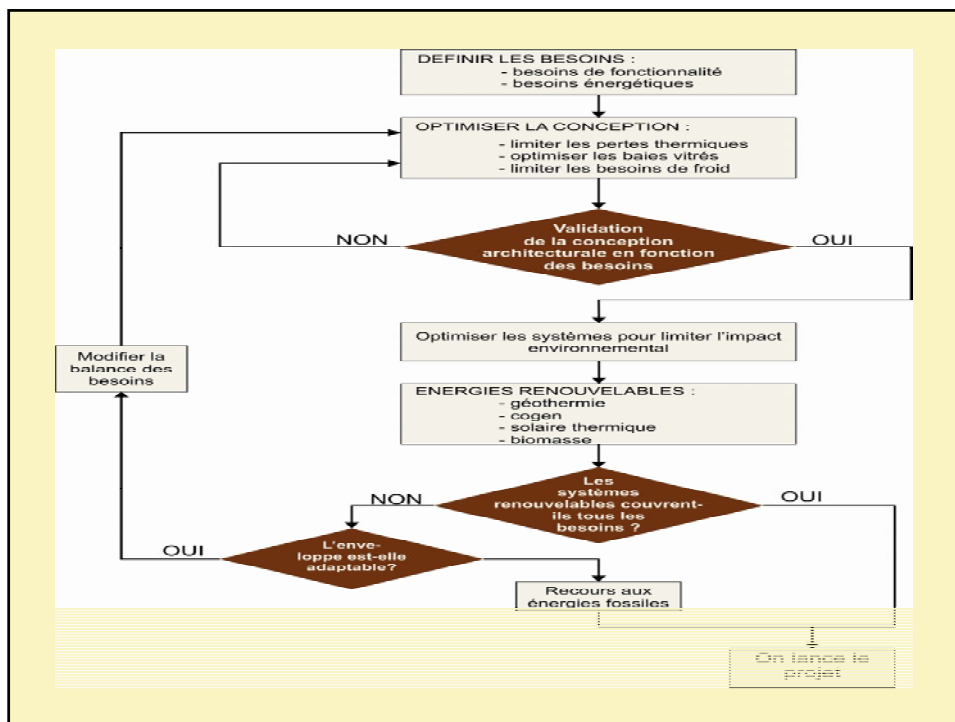 DEFINIR LES BESOINS :
- besoins de fonctionnalité
- besoins énergétiques
OPTIMISER LA CONCEPTION :
- limiter les pertes thermiques
- optimiser les baies vitrés
- limiter les besoins de froid
Validation
de la conception
architecturale en fonction
des besoins
NON
OUI
Optimiser les systèmes pour limiter l'impact
environnemental
Modifier la
balance des
besoins
ENERGIES RENOUVELABLES :
- géothermie
- cogen
- solaire thermique
- biomasse
Les
systèmes
renouvelables couvrent-
ils tous les
besoins ?
NON
OUI
L'enve-
loppe est-elle
adaptable?
OUI
Recours aux
énergies fossiles
On lance le
projet